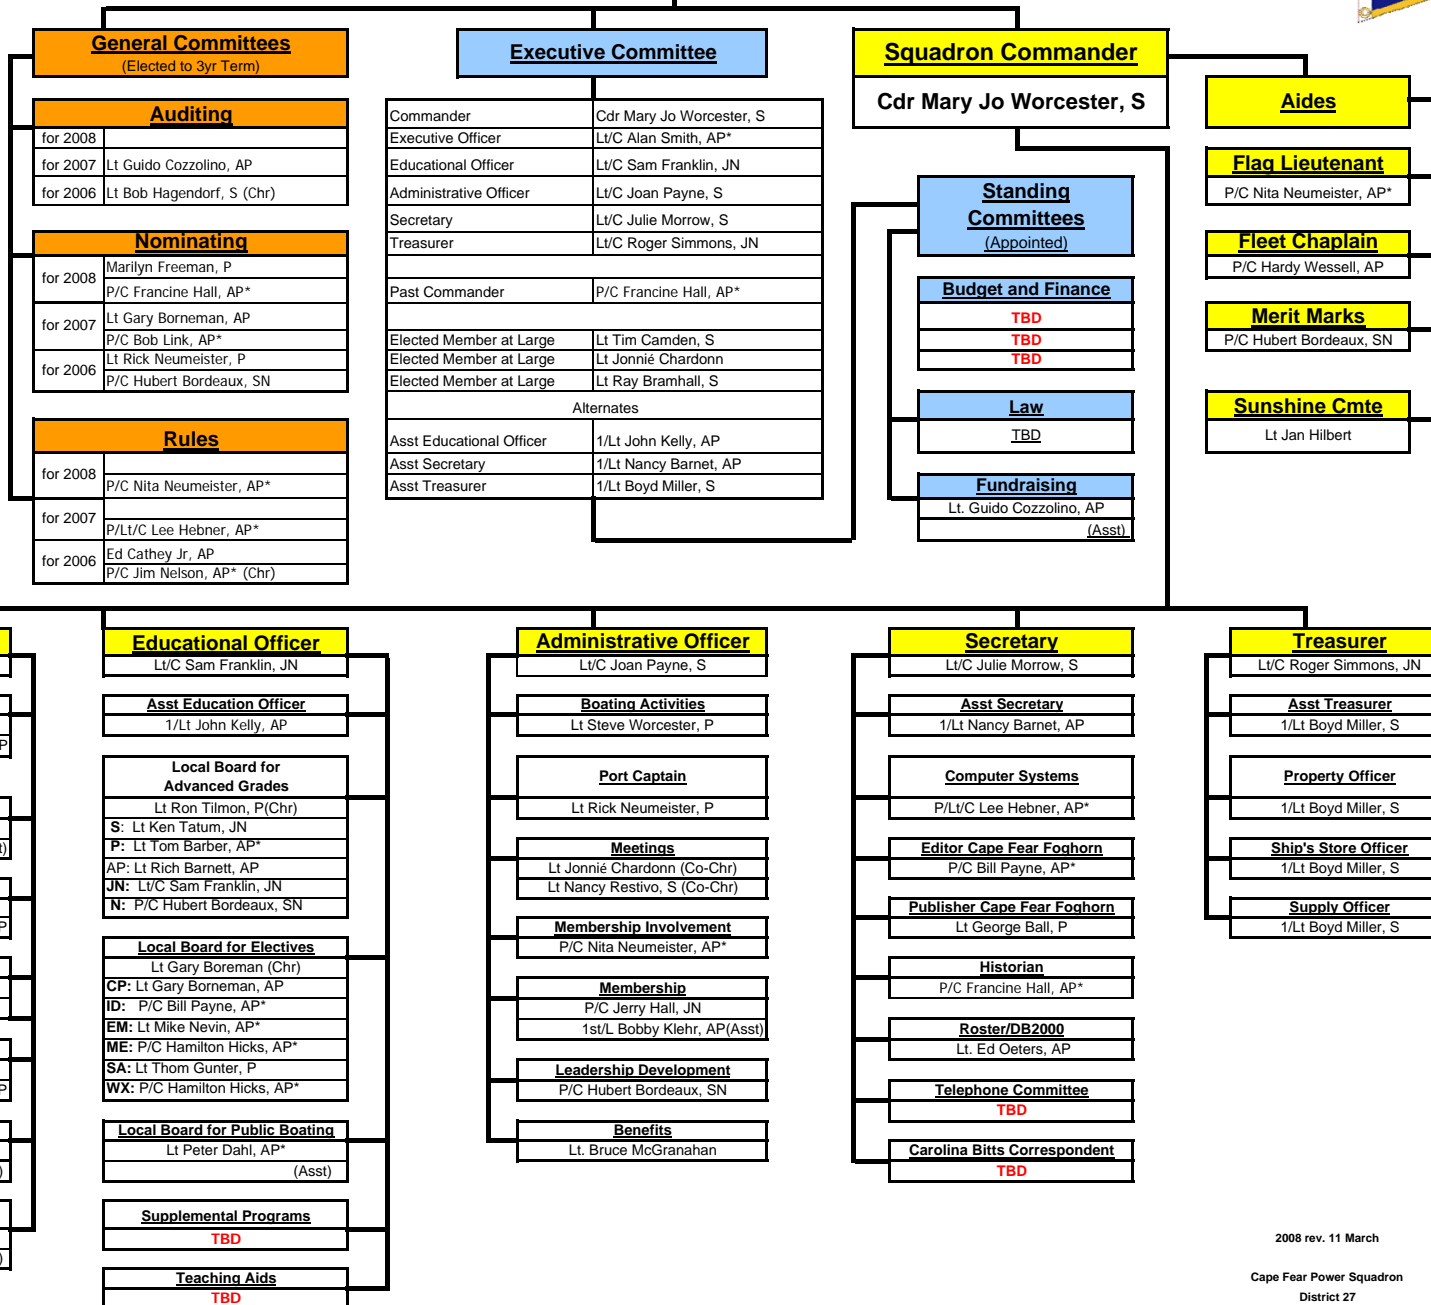 General Committees
(Elected to 3yr Term)
Auditing
for 2008
for 2007 Lt Guido Cozzolino, AP
for 2006 Lt Bob Hagendorf, S (Chr)
Nominating
for 2008 Marilyn Freeman, P
P/C Francine Hall, AP*
for 2007 Lt Gary Borneman, AP
P/C Bob Link, AP*
for 2006 Lt Rick Neumeister, P
P/C Hubert Bordeaux, SN
Rules
for 2008
P/C Nita Neumeister, AP*
for 2007
P/Lt/C Lee Hebner, AP*
for 2006 Ed Cathey Jr, AP
P/C Jim Nelson, AP* (Chr)
Executive Committee
Commander Cdr Mary Jo Worcester, S
Executive Officer Lt/C Alan Smith, AP*
Educational Officer Lt/C Sam Franklin, JN
Administrative Officer Lt/C Joan Payne, S
Secretary Lt/C Julie Morrow, S
Treasurer Lt/C Roger Simmons, JN
Past Commander P/C Francine Hall, AP*
Elected Member at Large Lt Tim Camden, S
Elected Member at Large Lt Jonnié Chardonn
Elected Member at Large Lt Ray Bramhall, S
Alternates
Asst Educational Officer 1/Lt John Kelly, AP
Asst Secretary 1/Lt Nancy Barnet, AP
Asst Treasurer 1/Lt Boyd Miller, S
Squadron Commander
Cdr Mary Jo Worcester, S
Standing
Committees
(Appointed)
Budget and Finance
TBD
TBD
TBD
Law
TBD
Fundraising
Lt. Guido Cozzolino, AP
(Asst)
Aides
Flag Lieutenant
P/C Nita Neumeister, AP*
Fleet Chaplain
P/C Hardy Wessell, AP
Merit Marks
P/C Hubert Bordeaux, SN
Sunshine Cmte
Lt Jan Hilbert
P
t)
P
P
)
)
Educational Officer
Lt/C Sam Franklin, JN
Asst Education Officer
1/Lt John Kelly, AP
Local Board for
Advanced Grades
Lt Ron Tilmon, P(Chr)
S: Lt Ken Tatum, JN
P: Lt Tom Barber, AP*
AP: Lt Rich Barnett, AP
JN: Lt/C Sam Franklin, JN
N: P/C Hubert Bordeaux, SN
Local Board for Electives
Lt Gary Boreman (Chr)
CP: Lt Gary Borneman, AP
ID: P/C Bill Payne, AP*
EM: Lt Mike Nevin, AP*
ME: P/C Hamilton Hicks, AP*
SA: Lt Thom Gunter, P
WX: P/C Hamilton Hicks, AP*
Local Board for Public Boating
Lt Peter Dahl, AP*
(Asst)
Supplemental Programs
TBD
Teaching Aids
TBD
Administrative Officer
Lt/C Joan Payne, S
Boating Activities
Lt Steve Worcester, P
Port Captain
Lt Rick Neumeister, P
Meetings
Lt Jonnié Chardonn (Co-Chr)
Lt Nancy Restivo, S (Co-Chr)
Membership Involvement
P/C Nita Neumeister, AP*
Membership
P/C Jerry Hall, JN
1st/L Bobby Klehr, AP(Asst)
Leadership Development
P/C Hubert Bordeaux, SN
Benefits
Lt. Bruce McGranahan
Secretary
Lt/C Julie Morrow, S
Asst Secretary
1/Lt Nancy Barnet, AP
Computer Systems
P/Lt/C Lee Hebner, AP*
Editor Cape Fear Foghorn
P/C Bill Payne, AP*
Publisher Cape Fear Foghorn
Lt George Ball, P
Historian
P/C Francine Hall, AP*
Roster/DB2000
Lt. Ed Oeters, AP
Telephone Committee
TBD
Carolina Bitts Correspondent
TBD
Treasurer
Lt/C Roger Simmons, JN
Asst Treasurer
1/Lt Boyd Miller, S
Property Officer
1/Lt Boyd Miller, S
Ship's Store Officer
1/Lt Boyd Miller, S
Supply Officer
1/Lt Boyd Miller, S
2008 rev. 11 March
Cape Fear Power Squadron
District 27